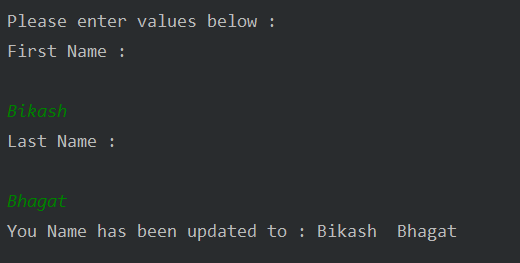 Please enter values below :
First Name :
Bikash
Last Name :
Bhagat
You Name has been updated to : Bikash  Bhagat